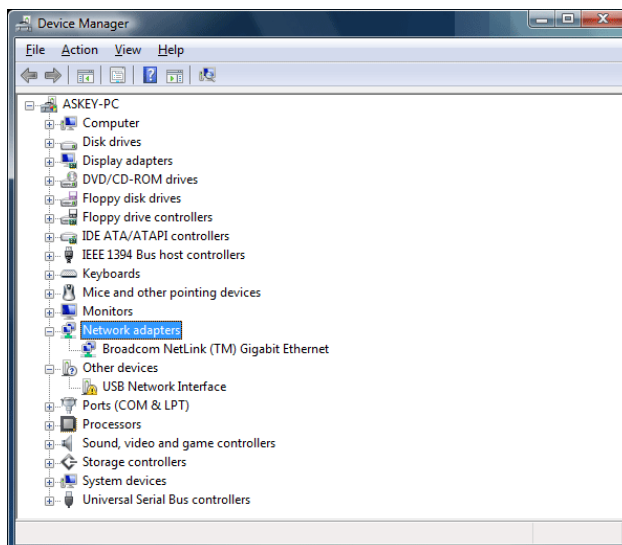 Device Manager
File Action View Help
ASKEY-PC
Computer
Disk drives
Display adapters
DVD/CD-ROM drives
Floppy disk drives
Floppy drive controllers
IDE ATA/ATAPI controllers
IEEE 1394 Bus host controllers
Keyboards
Mice and other pointing devices
Monitors
Network adapters
Broadcom NetLink (TM) Gigabit Ethernet
Other devices
USB Network Interface
Ports (COM & LPT)
Processors
Sound, video and game controllers
Storage controllers
System devices
Universal Serial Bus controllers